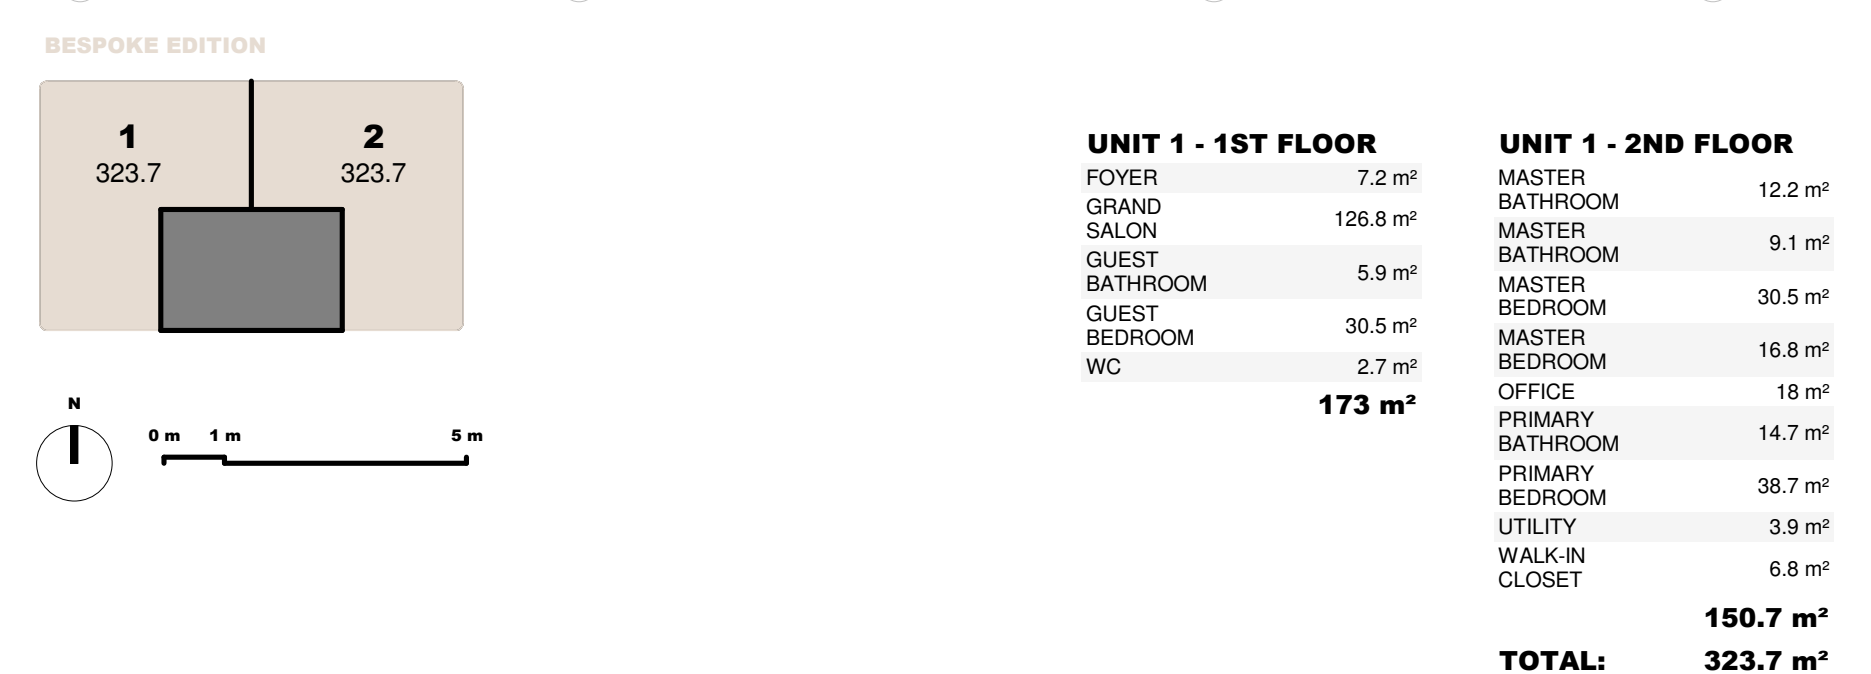 BESPOKE EDITION
1
323.7
2
323.7
N
0 m 1 m 5 m
UNIT 1 - 1ST FLOOR
FOYER 7.2 m²
GRAND
SALON 126.8 m²
GUEST
BATHROOM 5.9 m²
GUEST
BEDROOM 30.5 m²
WC 2.7 m²
173 m²
UNIT 1 - 2ND FLOOR
MASTER
BATHROOM 12.2 m²
MASTER
BATHROOM 9.1 m²
MASTER
BEDROOM 30.5 m²
MASTER
BEDROOM 16.8 m²
OFFICE 18 m²
PRIMARY
BATHROOM 14.7 m²
PRIMARY
BEDROOM 38.7 m²
UTILITY 3.9 m²
WALK-IN
CLOSET 6.8 m²
150.7 m²
TOTAL: 323.7 m²